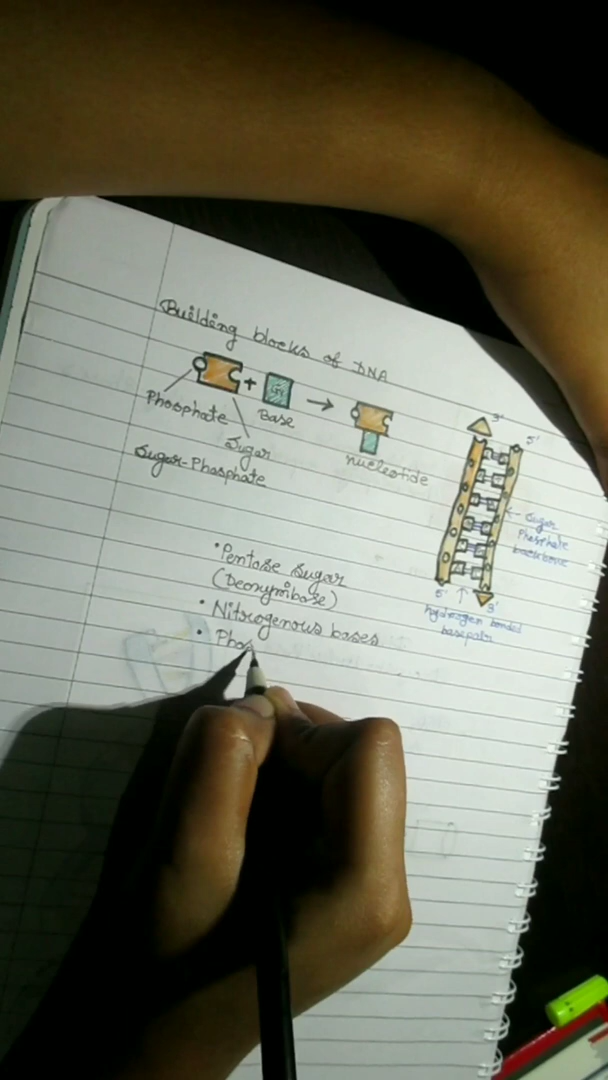 Building blocks of DNA
+
G
→
Phosphate
Base
Sugar
Sugar-Phosphate
nucleotide
3'
5'
← Sugar
Phosphate
backbone
5'
3'
hydrogen bonded
basepair
• Pentose sugar
(Deoxyribose)
• Nitrogenous bases
• Phos